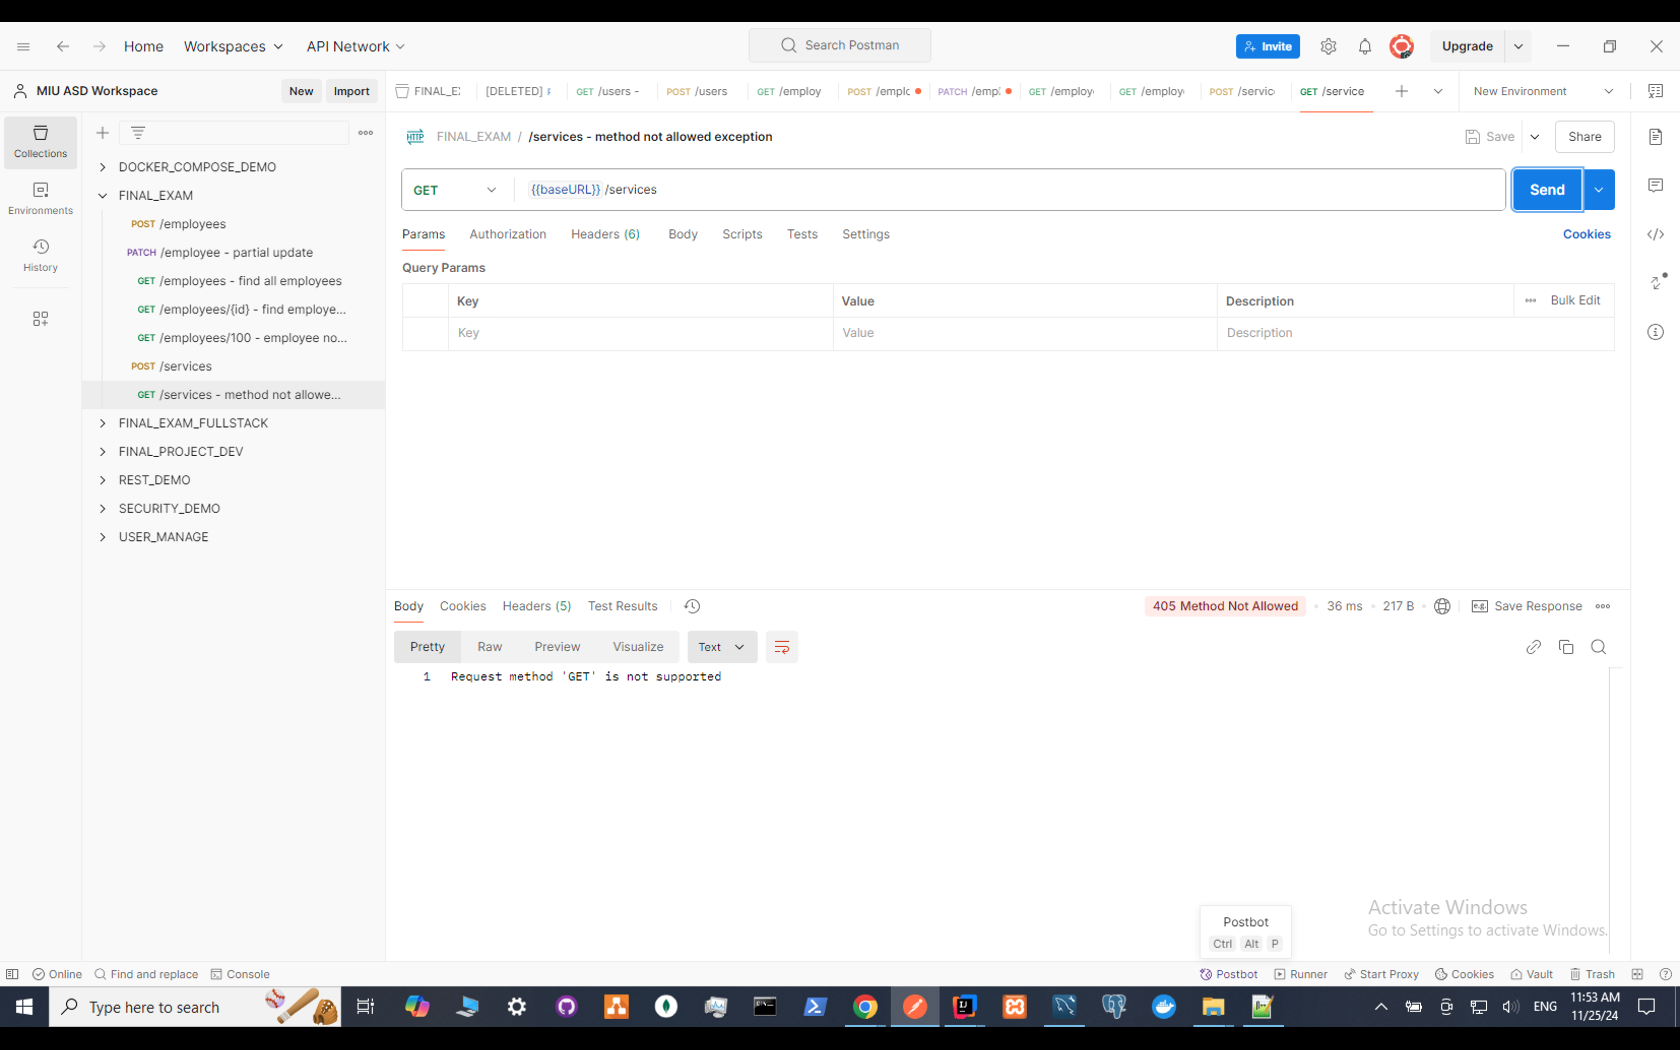 Home Workspaces API Network Search Postman Invite Upgrade
MIU ASD Workspace New Import FINAL_E [DELETED] GET /users - POST /users GET /employ POST /emplc PATCH /emp GET /employ GET /employ POST /servic GET /service New Environment
Collections
Environments
History
DOCKER_COMPOSE_DEMO
FINAL_EXAM
POST /employees
PATCH /employee - partial update
GET /employees - find all employees
GET /employees/{id} - find employe...
GET /employees/100 - employee no...
POST /services
GET /services - method not allowe...
FINAL_EXAM_FULLSTACK
FINAL_PROJECT_DEV
REST_DEMO
SECURITY_DEMO
USER_MANAGE
HTTP FINAL_EXAM / /services - method not allowed exception Save Share
GET {{baseURL}} /services Send
Params Authorization Headers (6) Body Scripts Tests Settings Cookies
Query Params
Key Value Description Bulk Edit
Key Value Description
Body Cookies Headers (5) Test Results 405 Method Not Allowed 36 ms 217 B e.g. Save Response
Pretty Raw Preview Visualize Text
1 Request method 'GET' is not supported
Postbot
Ctrl Alt P
Activate Windows
Go to Settings to activate Windows.
Online Find and replace Console Postbot Runner Start Proxy Cookies Vault Trash
Type here to search ENG 11:53 AM
11/25/24